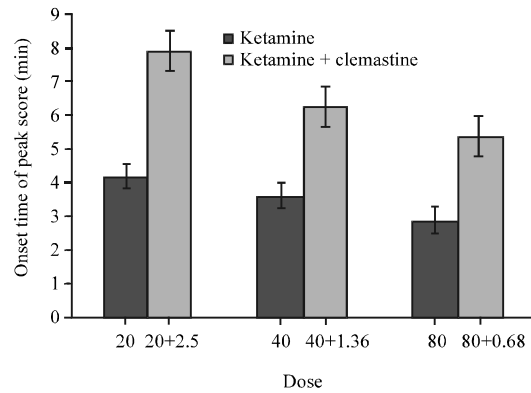 9
8
7
6
5
4
3
2
1
0
Onset time of peak score (min)
Ketamine
Ketamine + clemastine
20 20+2.5 40 40+1.36 80 80+0.68
Dose